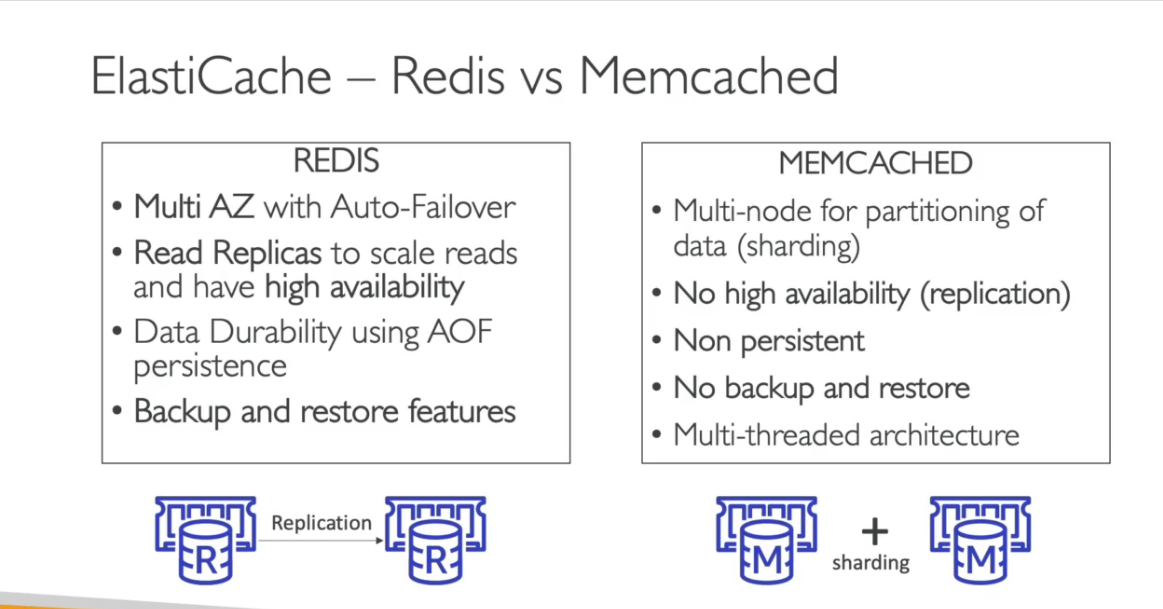 ElastiCache – Redis vs Memcached
REDIS
• Multi AZ with Auto-Failover
• Read Replicas to scale reads
and have high availability
• Data Durability using AOF
persistence
• Backup and restore features
MEMCACHED
• Multi-node for partitioning of
data (sharding)
• No high availability (replication)
• Non persistent
• No backup and restore
• Multi-threaded architecture
R
Replication
R
M
+
sharding
M